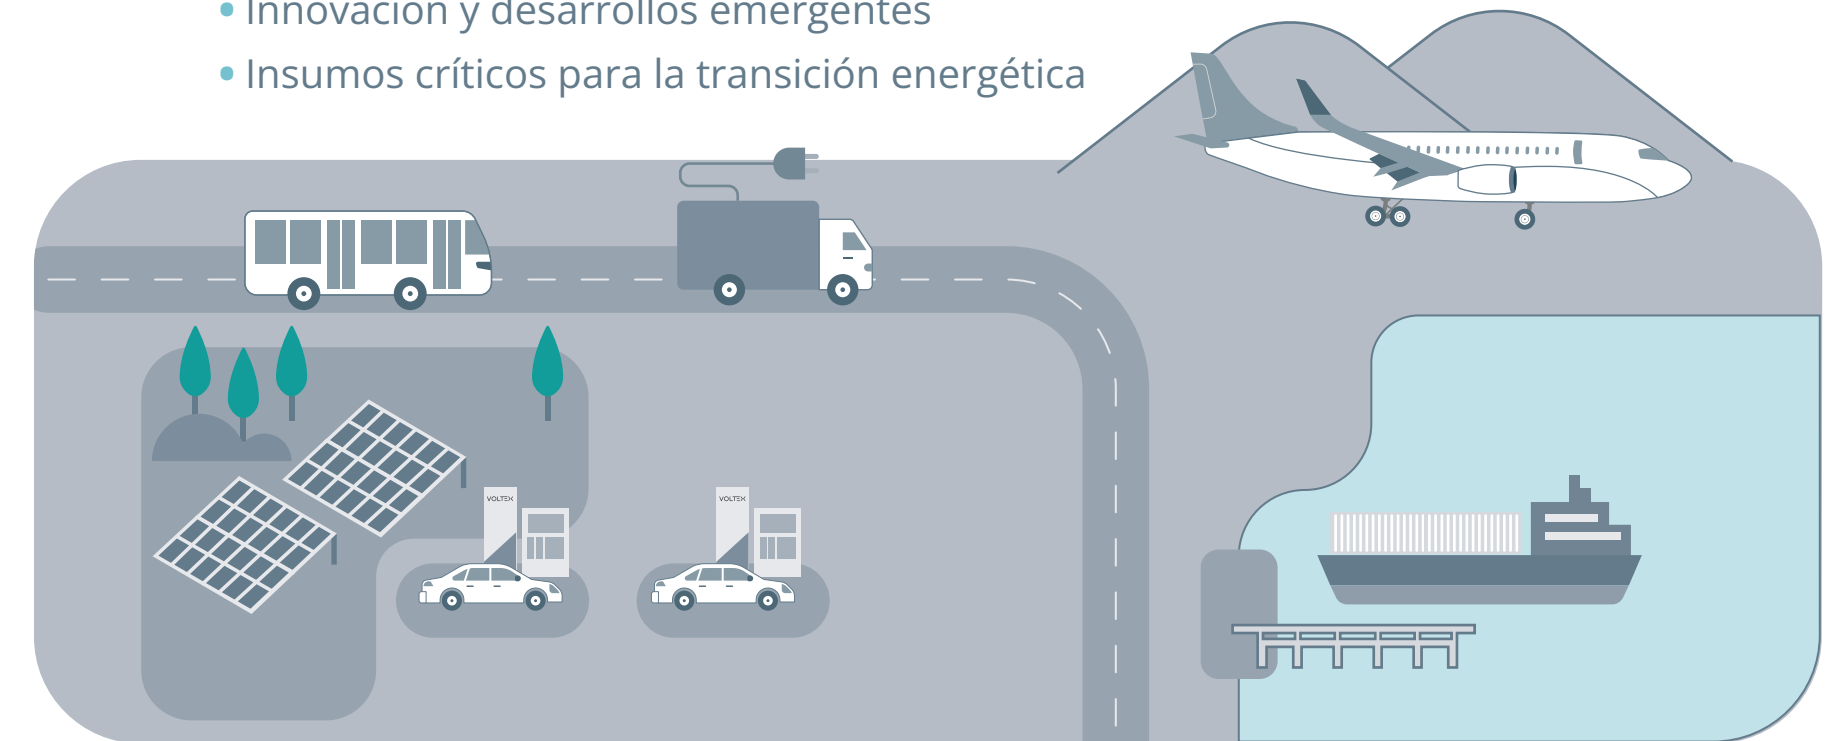 • Innovación y desarrollos emergentes
• Insumos críticos para la transición energética
VOLTEX
VOLTEX